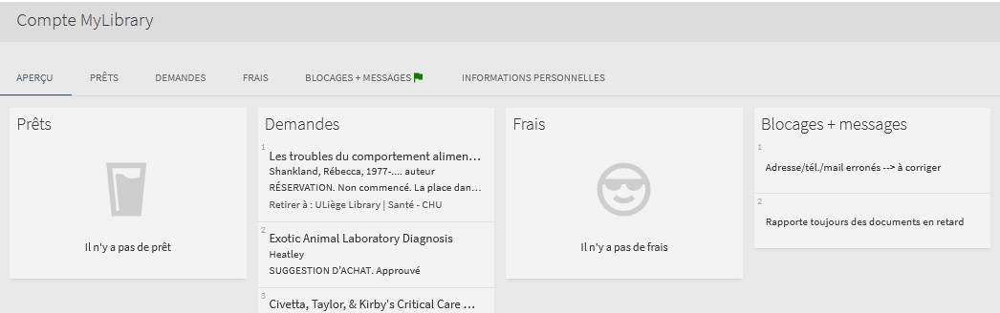 Compte MyLibrary
APERÇU PRÊTS DEMANDES FRAIS BLOCAGES + MESSAGES INFORMATIONS PERSONNELLES
Prêts
Il n'y a pas de prêt
Demandes
1
Les troubles du comportement alimen...
Shankland, Rébecca, 1977-.... auteur
RÉSERVATION. Non commencé. La place dan...
Retirer à : ULiège Library | Santé - CHU
2
Exotic Animal Laboratory Diagnosis
Heatley
SUGGESTION D'ACHAT. Approuvé
3
Civetta, Taylor, & Kirby's Critical Care ...
Frais
Il n'y a pas de frais
Blocages + messages
1
Adresse/tél./mail erronés --> à corriger
2
Rapporte toujours des documents en retard